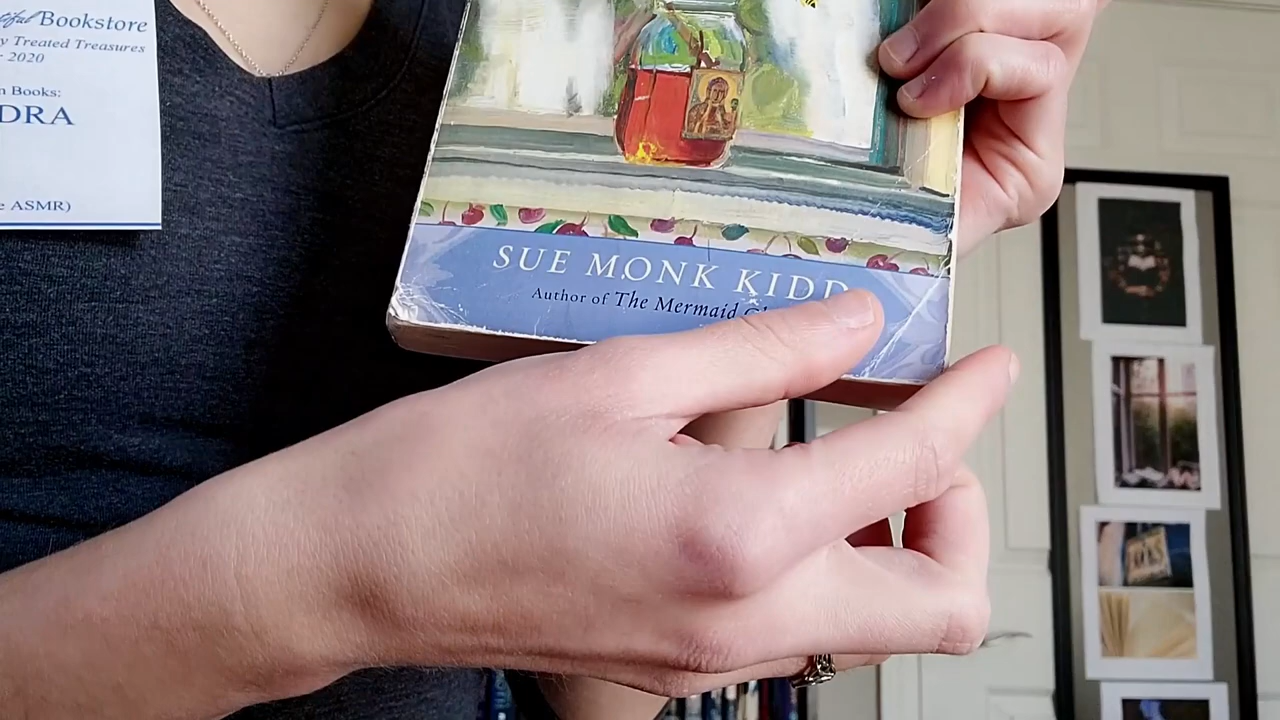 Bookstore
Treated Treasures
2020
Books:
DRA
ASMR)
SUE MONK KIDD
Author of The Mermaid